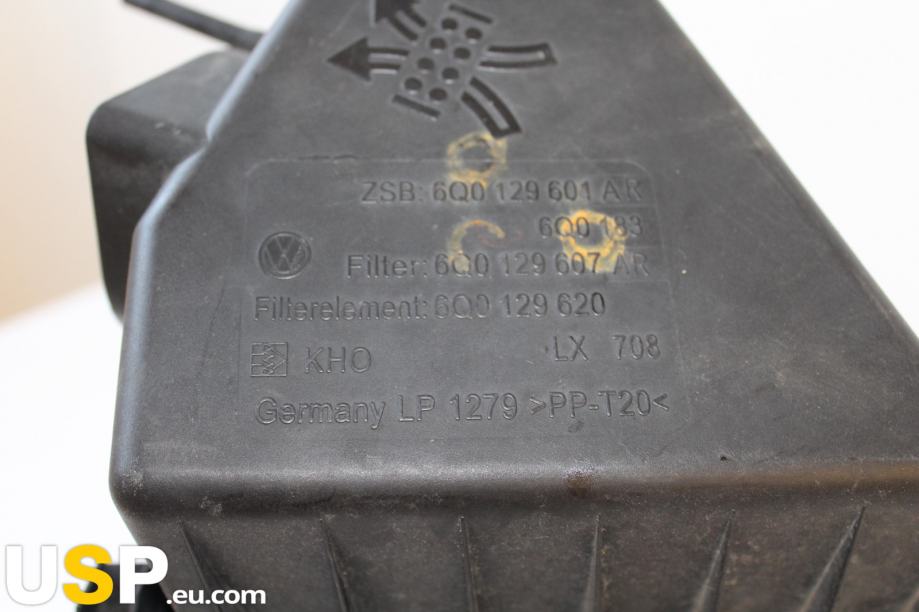 ZSB: 6Q0 129 601 AR
6Q0 183
Filter: 6Q0 129 607 AR
Filterelement: 6Q0 129 620
KHO LX 708
Germany LP 1279 >PP-T20<
USP.eu.com